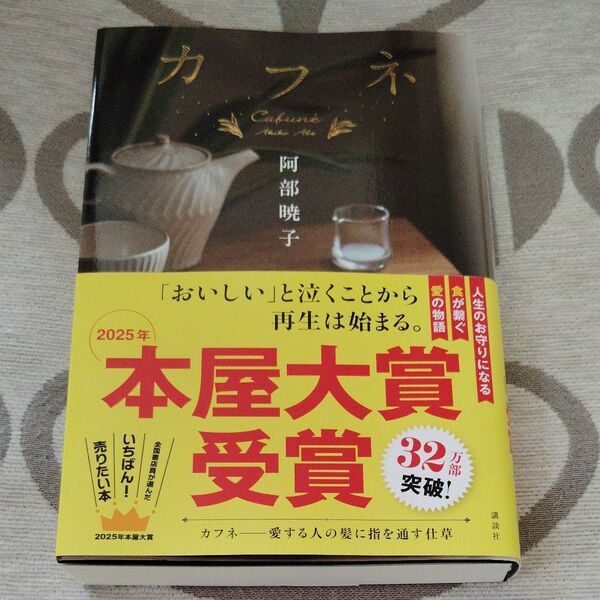 カフネ
Cafuné
Akiko Abe
阿部暁子
「おいしい」と泣くことから
再生は始まる。
人生のお守りになる
食が繋ぐ
愛の物語
2025年
本屋大賞
受賞
32万部
突破!
全国書店員が選んだ
いちばん!
売りたい本
2025年本屋大賞
カフネ——愛する人の髪に指を通す仕草
講談社